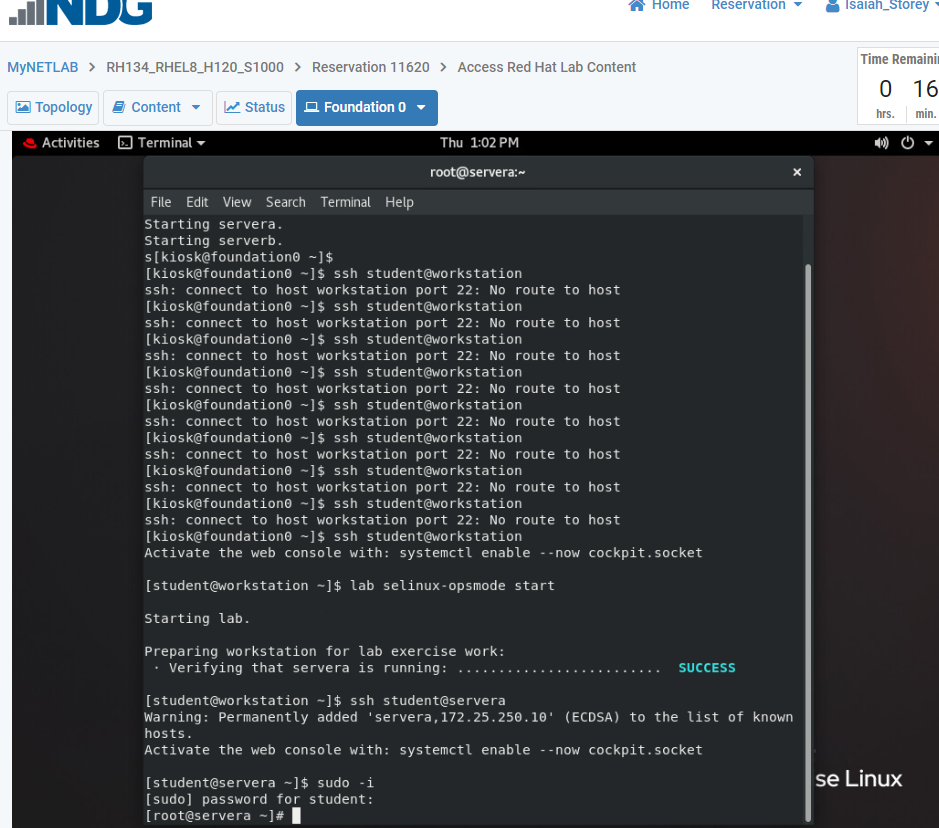 NDG
Home Reservation Isaiah_Storey
MyNETLAB > RH134_RHEL8_H120_S1000 > Reservation 11620 > Access Red Hat Lab Content
Time Remaining
0 16
hrs. min.
Topology Content Status Foundation 0
Activities Terminal Thu 1:02 PM
root@servera:~ ×
File Edit View Search Terminal Help
Starting servera.
Starting serverb.
s[kiosk@foundation0 ~]$
[kiosk@foundation0 ~]$ ssh student@workstation
ssh: connect to host workstation port 22: No route to host
[kiosk@foundation0 ~]$ ssh student@workstation
ssh: connect to host workstation port 22: No route to host
[kiosk@foundation0 ~]$ ssh student@workstation
ssh: connect to host workstation port 22: No route to host
[kiosk@foundation0 ~]$ ssh student@workstation
ssh: connect to host workstation port 22: No route to host
[kiosk@foundation0 ~]$ ssh student@workstation
ssh: connect to host workstation port 22: No route to host
[kiosk@foundation0 ~]$ ssh student@workstation
ssh: connect to host workstation port 22: No route to host
[kiosk@foundation0 ~]$ ssh student@workstation
ssh: connect to host workstation port 22: No route to host
[kiosk@foundation0 ~]$ ssh student@workstation
ssh: connect to host workstation port 22: No route to host
[kiosk@foundation0 ~]$ ssh student@workstation
Activate the web console with: systemctl enable --now cockpit.socket
[student@workstation ~]$ lab selinux-opsmode start
Starting lab.
Preparing workstation for lab exercise work:
· Verifying that servera is running: ......................... SUCCESS
[student@workstation ~]$ ssh student@servera
Warning: Permanently added 'servera,172.25.250.10' (ECDSA) to the list of known
hosts.
Activate the web console with: systemctl enable --now cockpit.socket
[student@servera ~]$ sudo -i
[sudo] password for student:
[root@servera ~]#
se Linux